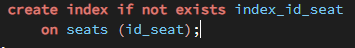 create index if not exists index_id_seat
on seats (id_seat);